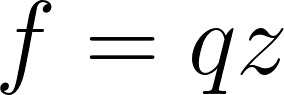 f = qz